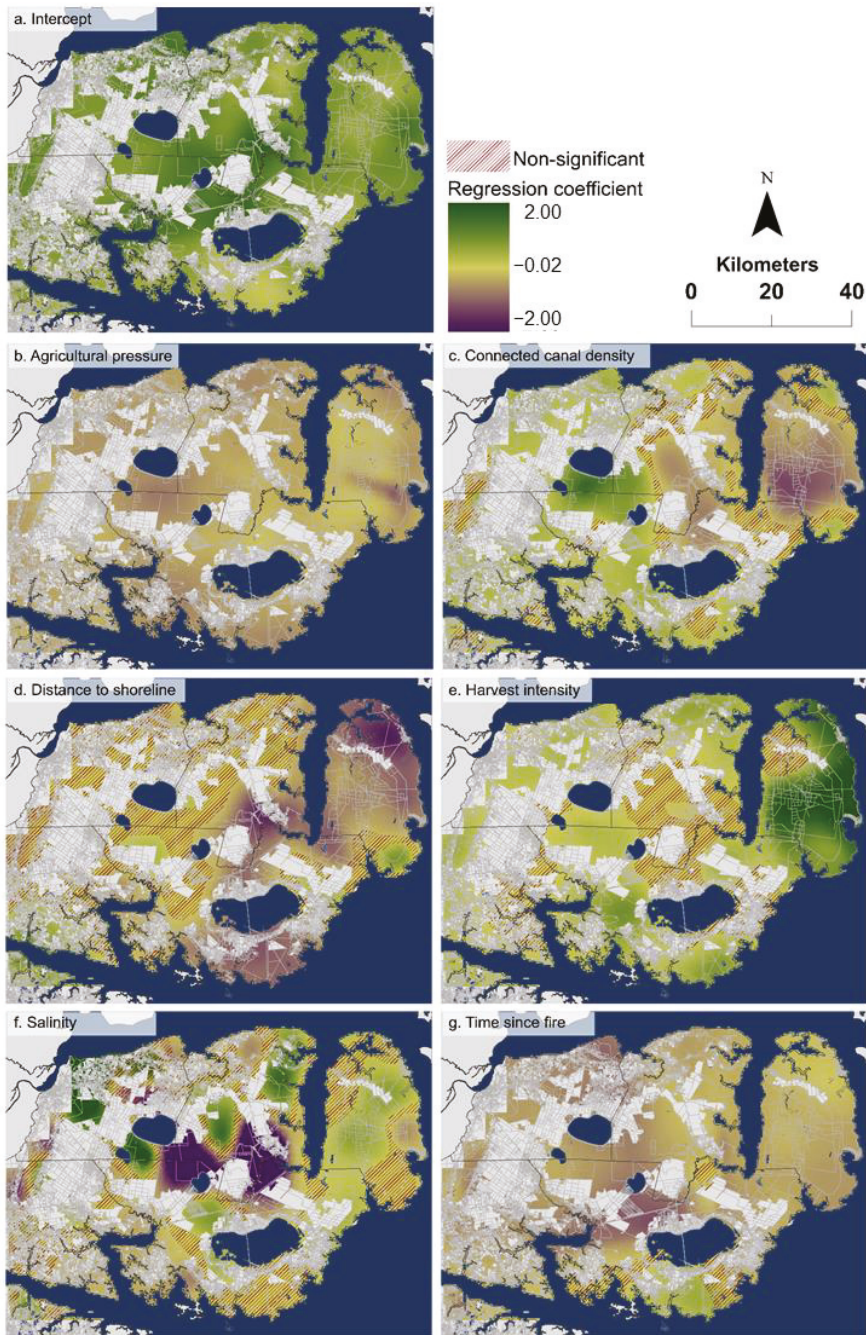 a. Intercept
Non-significant
Regression coefficient
2.00
−0.02
−2.00
N
Kilometers
0 20 40
b. Agricultural pressure
c. Connected canal density
d. Distance to shoreline
e. Harvest intensity
f. Salinity
g. Time since fire